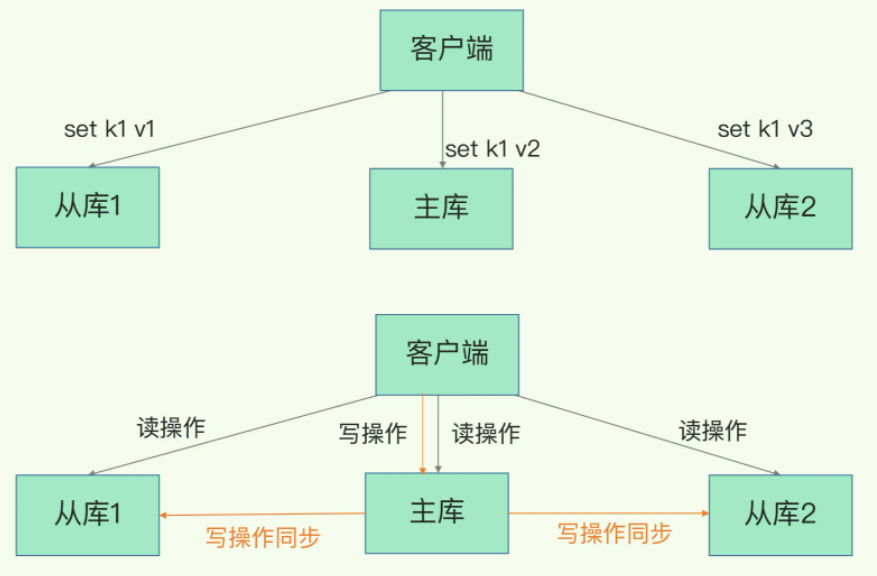 客户端
set k1 v1
set k1 v2
set k1 v3
从库1
主库
从库2
客户端
读操作
写操作
读操作
读操作
从库1
主库
从库2
写操作同步
写操作同步